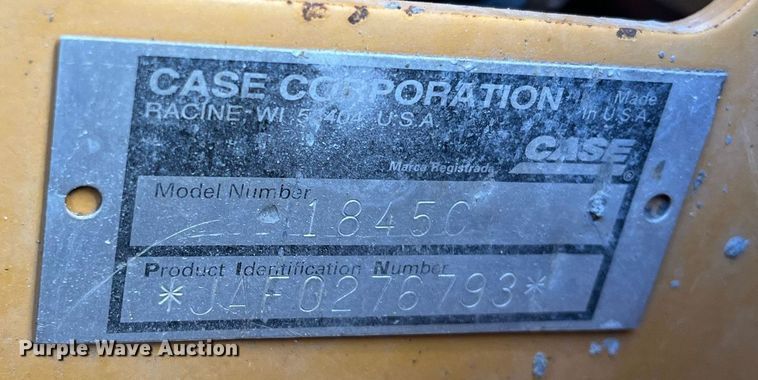 CASE CORPORATION
RACINE WI 53404 U.S.A.
Made
in U.S.A.
CASE
®
Marca Registrada
Model Number
1845C
Product Identification Number
*JAF0276793*
Purple Wave Auction